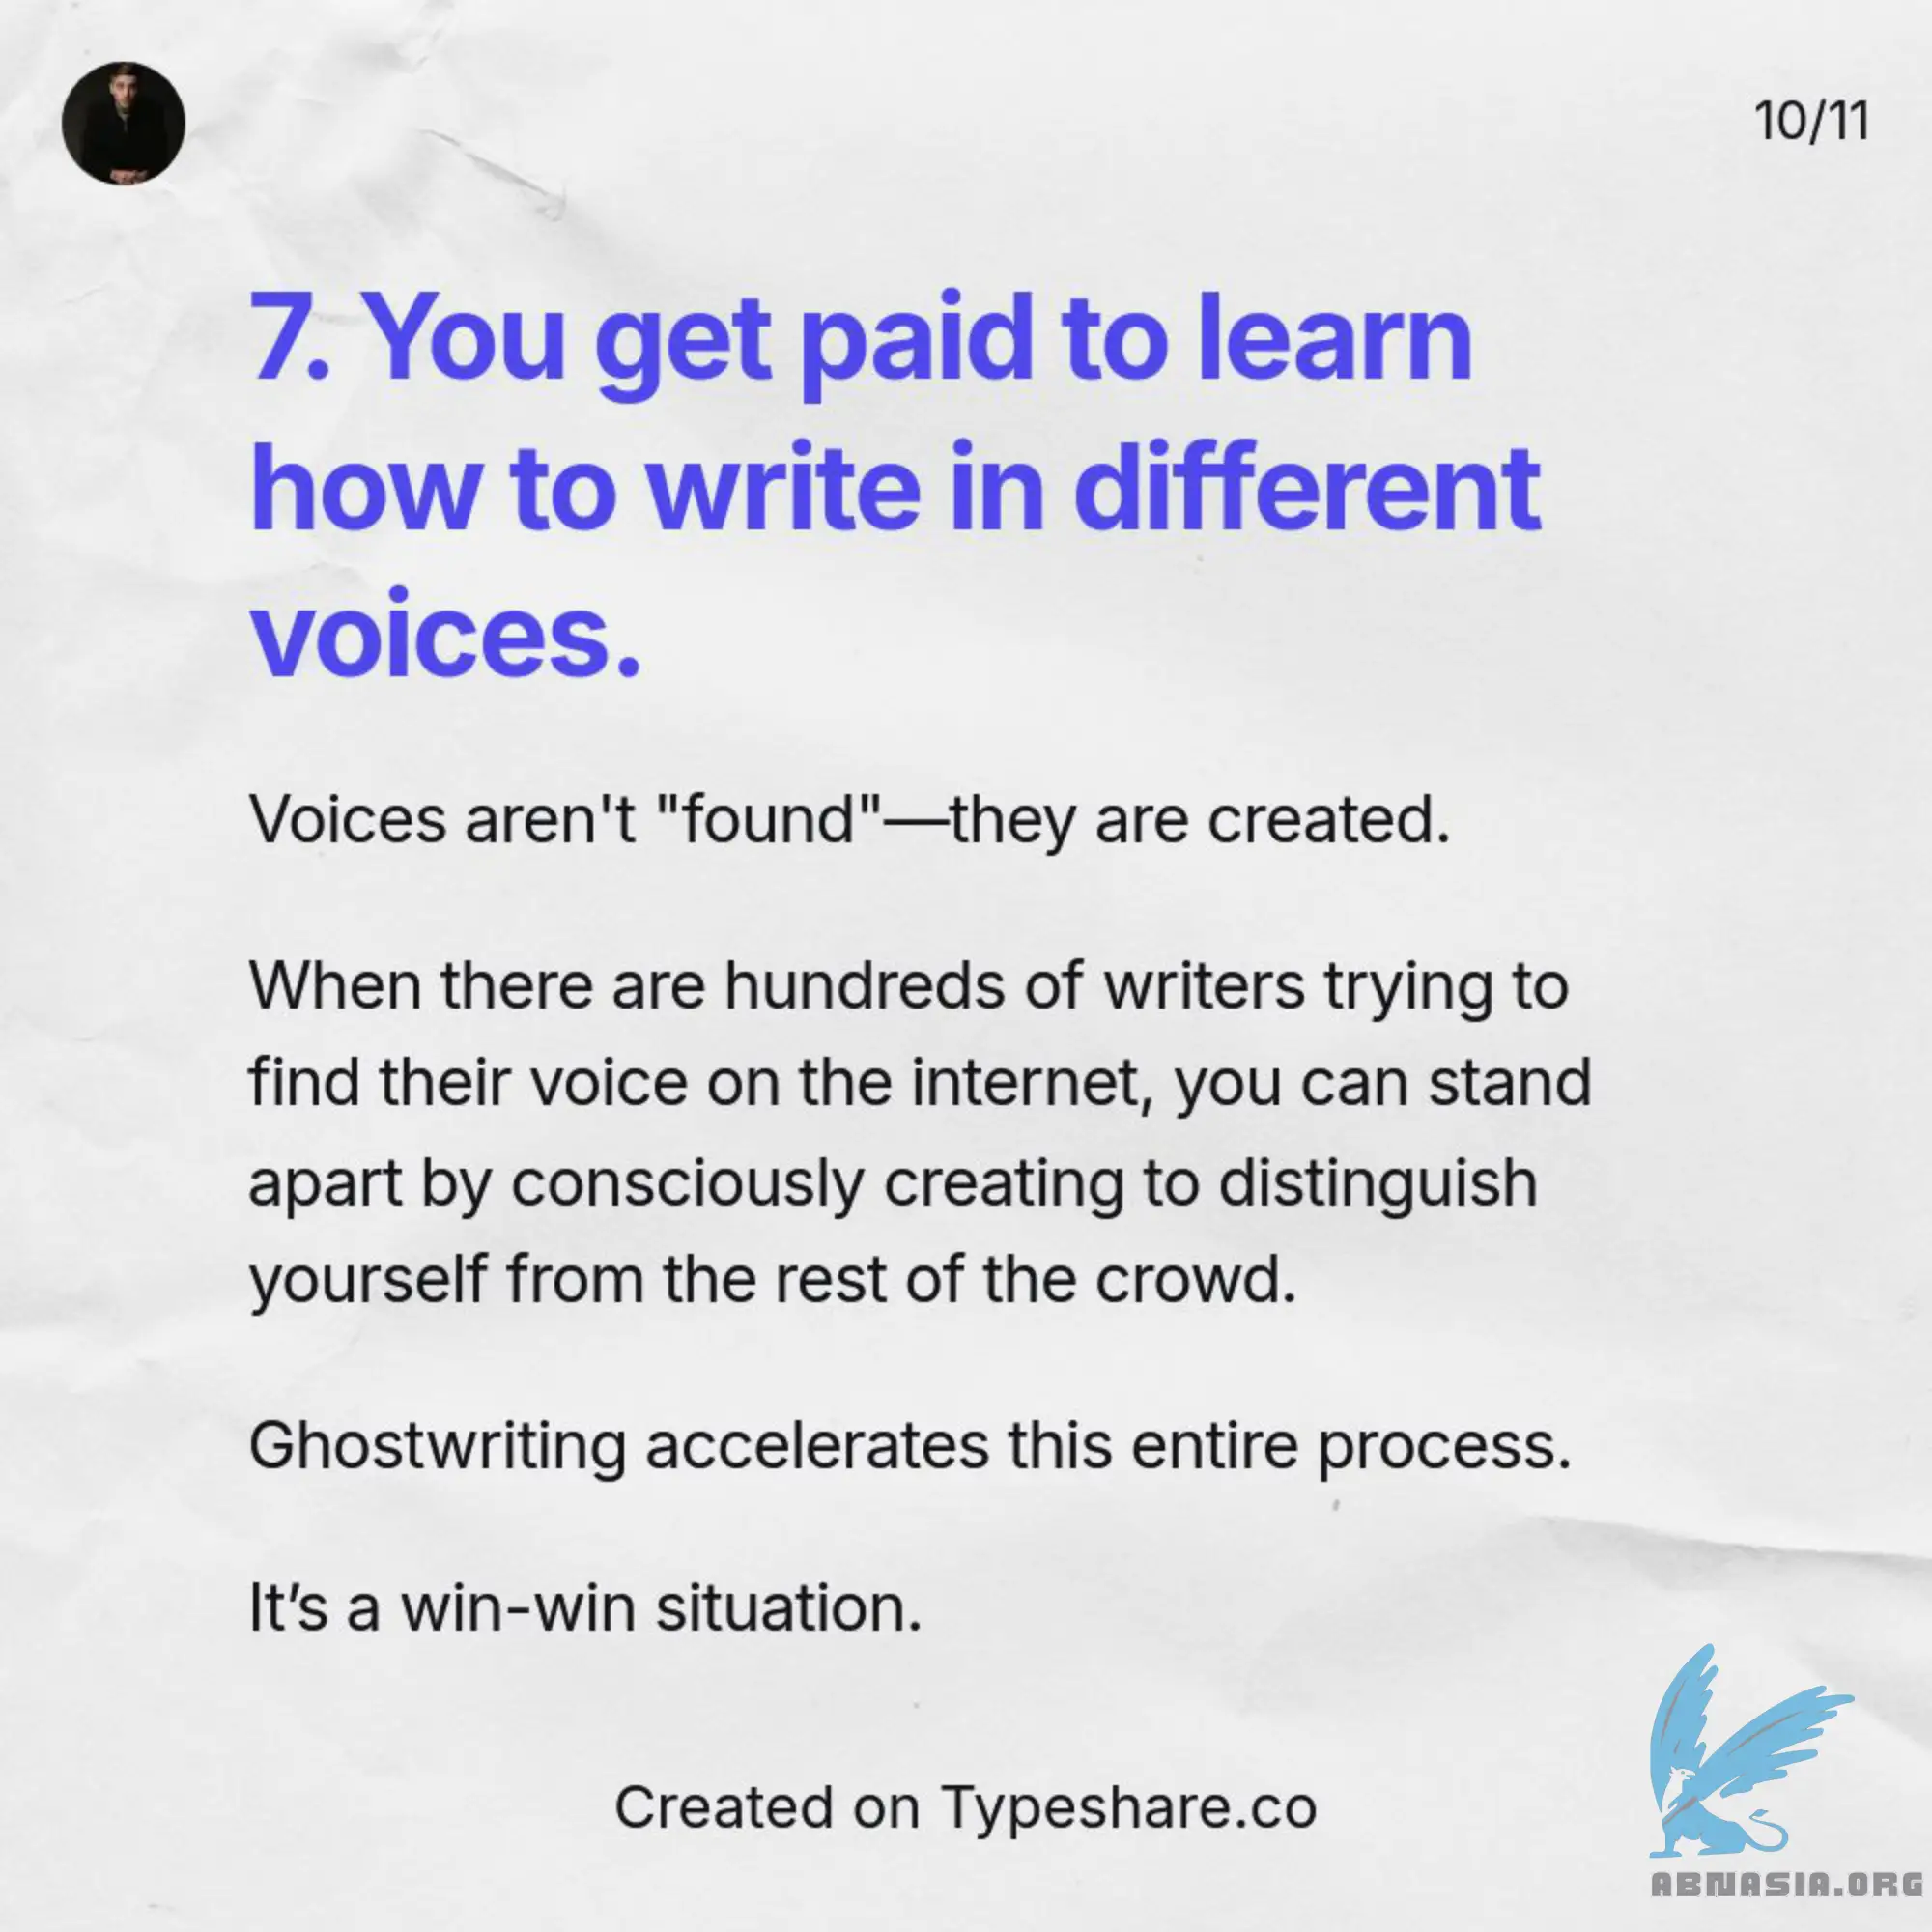 10/11
7. You get paid to learn
how to write in different
voices.
Voices aren't "found"—they are created.
When there are hundreds of writers trying to
find their voice on the internet, you can stand
apart by consciously creating to distinguish
yourself from the rest of the crowd.
Ghostwriting accelerates this entire process.
It’s a win-win situation.
Created on Typeshare.co
ABNASIA.ORG